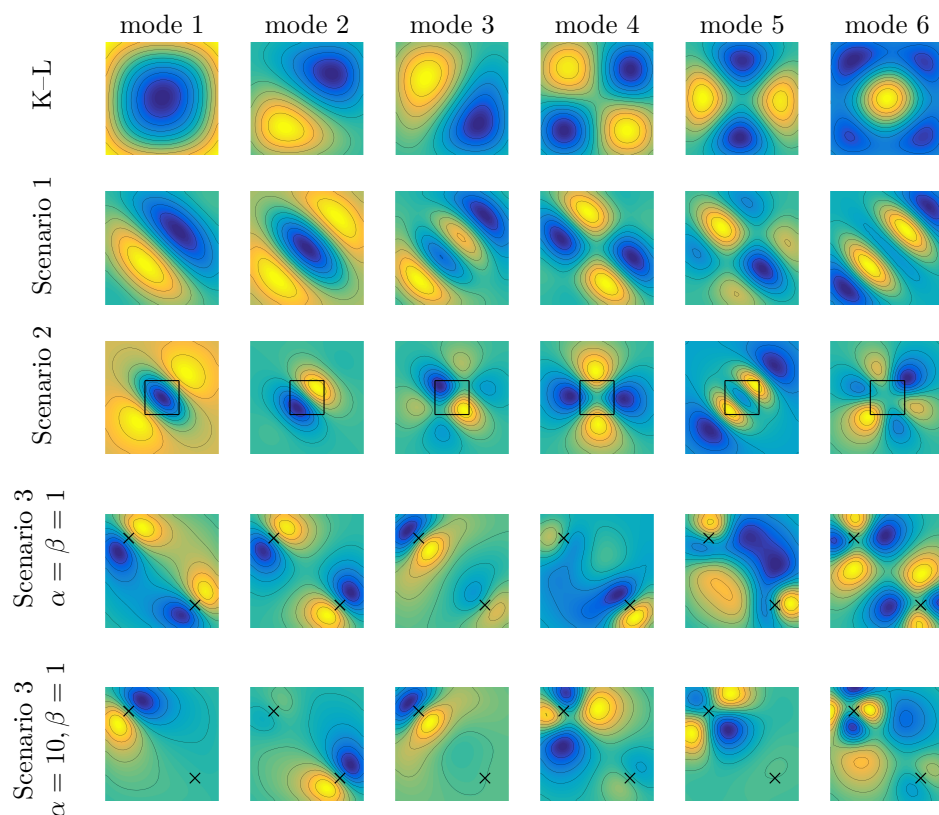 mode 1 mode 2 mode 3 mode 4 mode 5 mode 6
K–L
Scenario 1
Scenario 2
Scenario 3
α = β = 1
Scenario 3
α = 10, β = 1